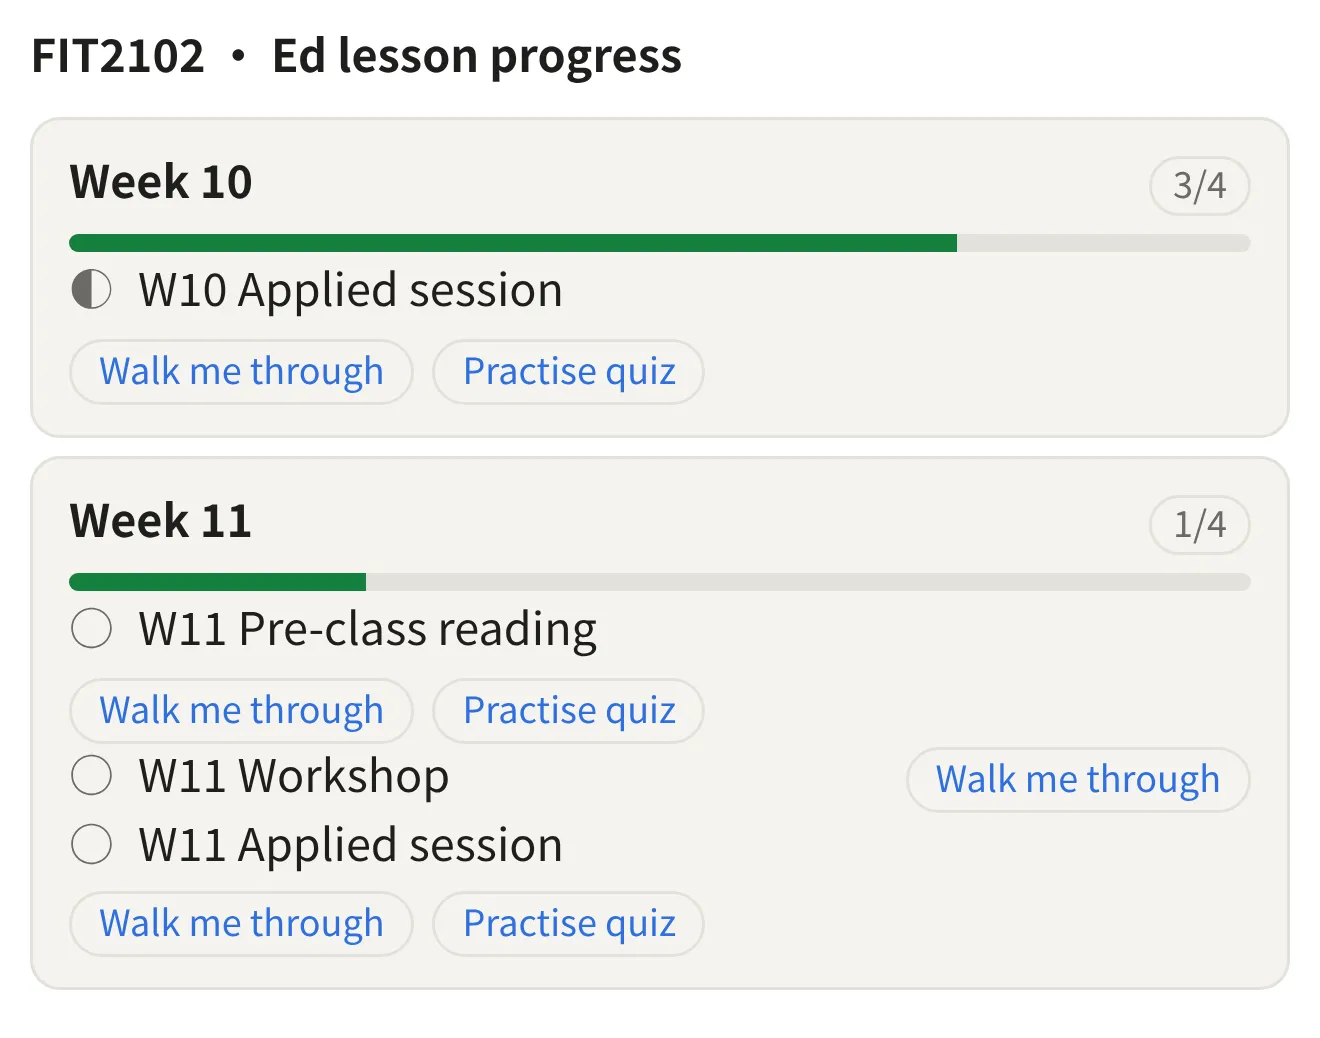 FIT2102 • Ed lesson progress
Week 10 3/4
W10 Applied session
Walk me through Practise quiz
Week 11 1/4
W11 Pre-class reading
Walk me through Practise quiz
W11 Workshop Walk me through
W11 Applied session
Walk me through Practise quiz